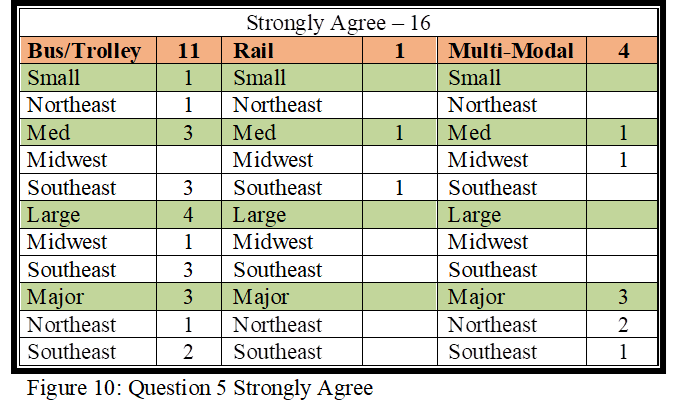 Strongly Agree – 16
Bus/Trolley 11 Rail 1 Multi-Modal 4
Small 1 Small Small
Northeast 1 Northeast Northeast
Med 3 Med 1 Med 1
Midwest Midwest Midwest 1
Southeast 3 Southeast 1 Southeast
Large 4 Large Large
Midwest 1 Midwest Midwest
Southeast 3 Southeast Southeast
Major 3 Major Major 3
Northeast 1 Northeast Northeast 2
Southeast 2 Southeast Southeast 1
Figure 10: Question 5 Strongly Agree